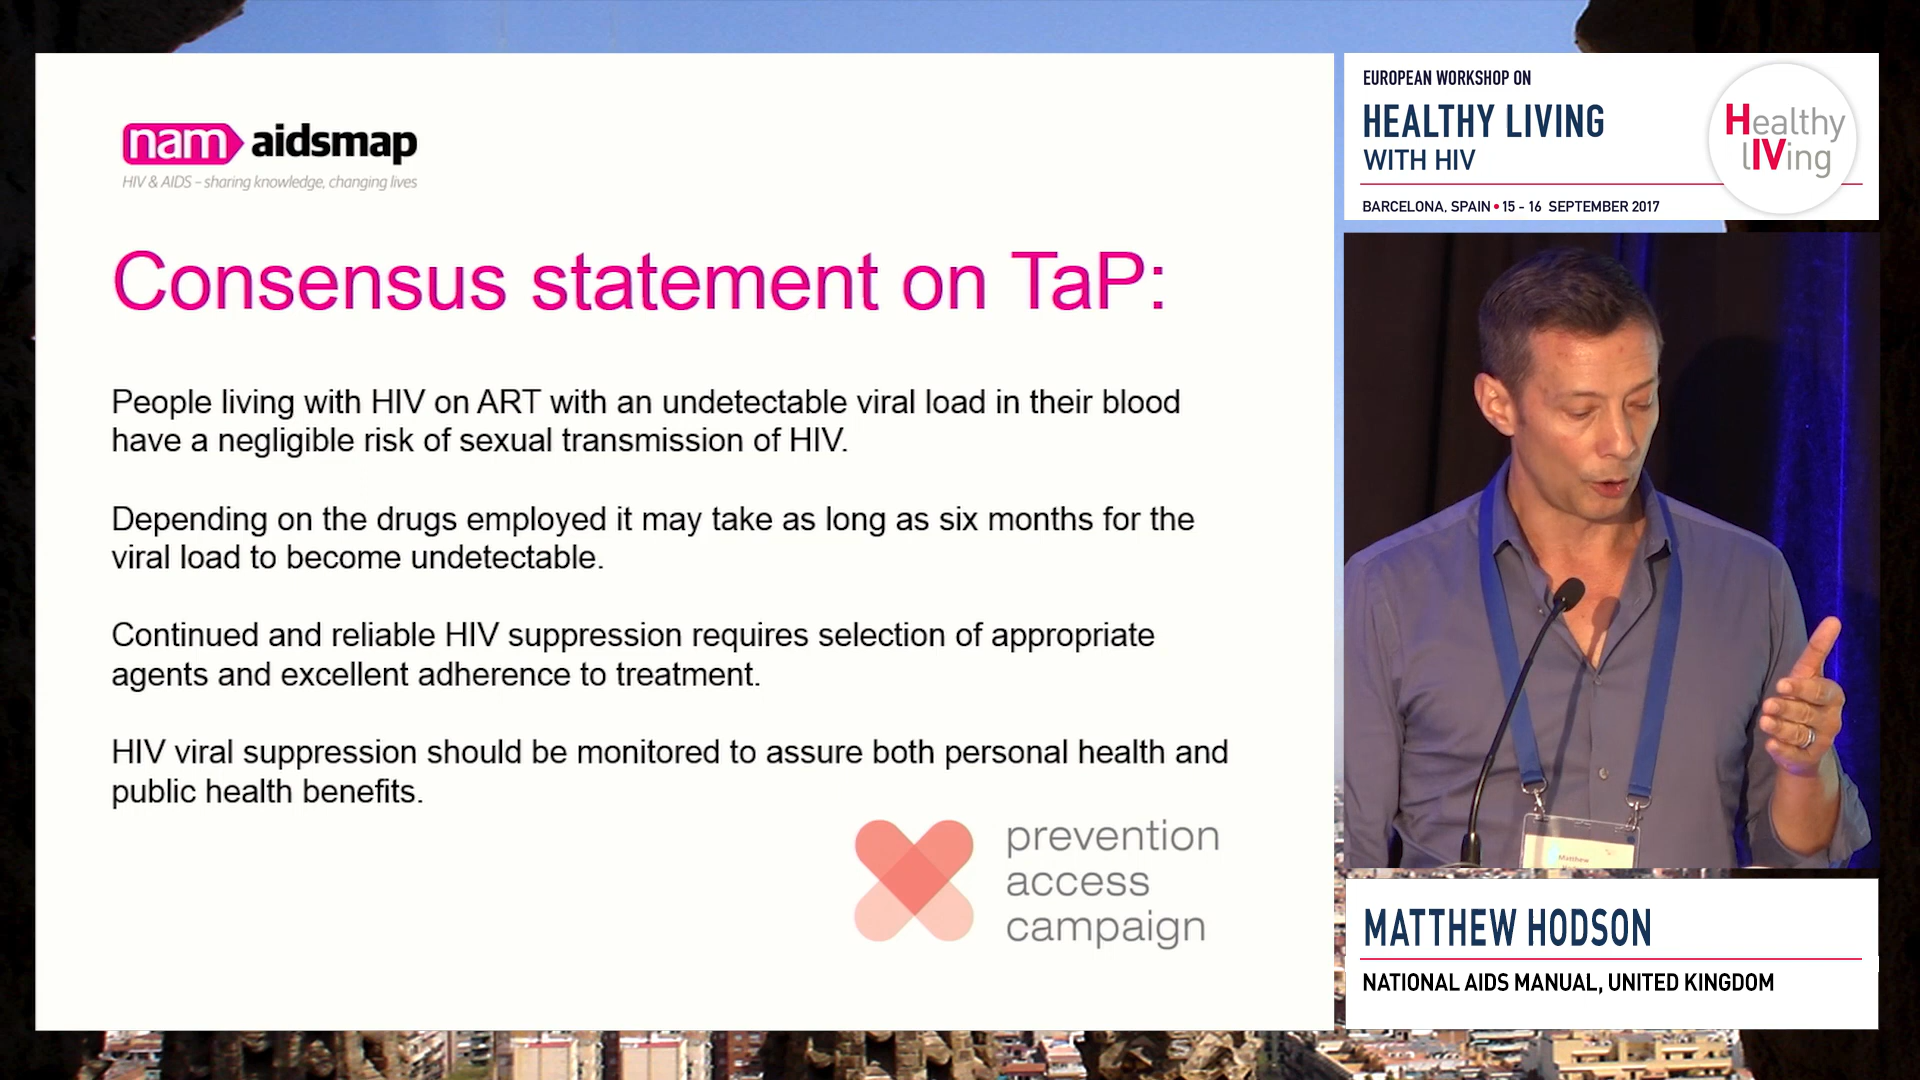 nam aidsmap
HIV & AIDS – sharing knowledge, changing lives
Consensus statement on TaP:
People living with HIV on ART with an undetectable viral load in their blood
have a negligible risk of sexual transmission of HIV.
Depending on the drugs employed it may take as long as six months for the
viral load to become undetectable.
Continued and reliable HIV suppression requires selection of appropriate
agents and excellent adherence to treatment.
HIV viral suppression should be monitored to assure both personal health and
public health benefits.
prevention
access
campaign
EUROPEAN WORKSHOP ON
HEALTHY LIVING
WITH HIV
BARCELONA, SPAIN • 15 - 16 SEPTEMBER 2017
Healthy
lIVing
Matthew
MATTHEW HODSON
NATIONAL AIDS MANUAL, UNITED KINGDOM